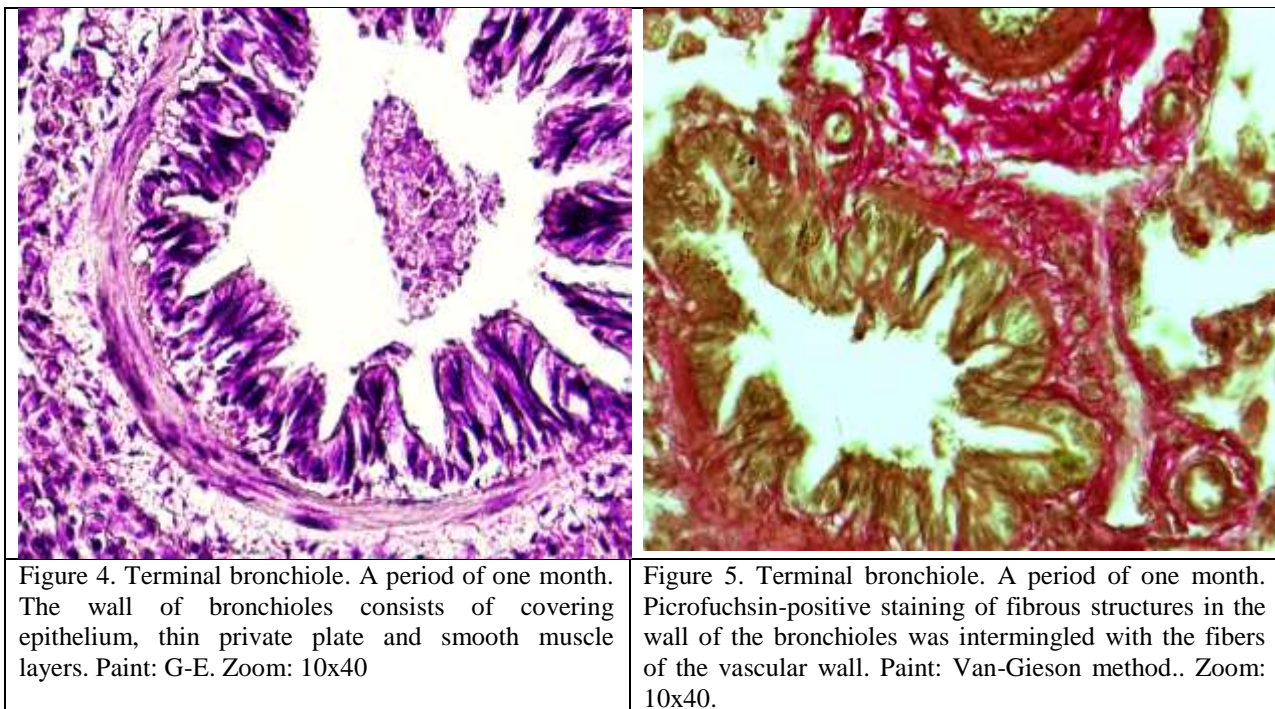 Figure 4. Terminal bronchiole. A period of one month.
The wall of bronchioles consists of covering
epithelium, thin private plate and smooth muscle
layers. Paint: G-E. Zoom: 10x40
Figure 5. Terminal bronchiole. A period of one month.
Picrofuchsin-positive staining of fibrous structures in the
wall of the bronchioles was intermingled with the fibers
of the vascular wall. Paint: Van-Gieson method.. Zoom:
10x40.